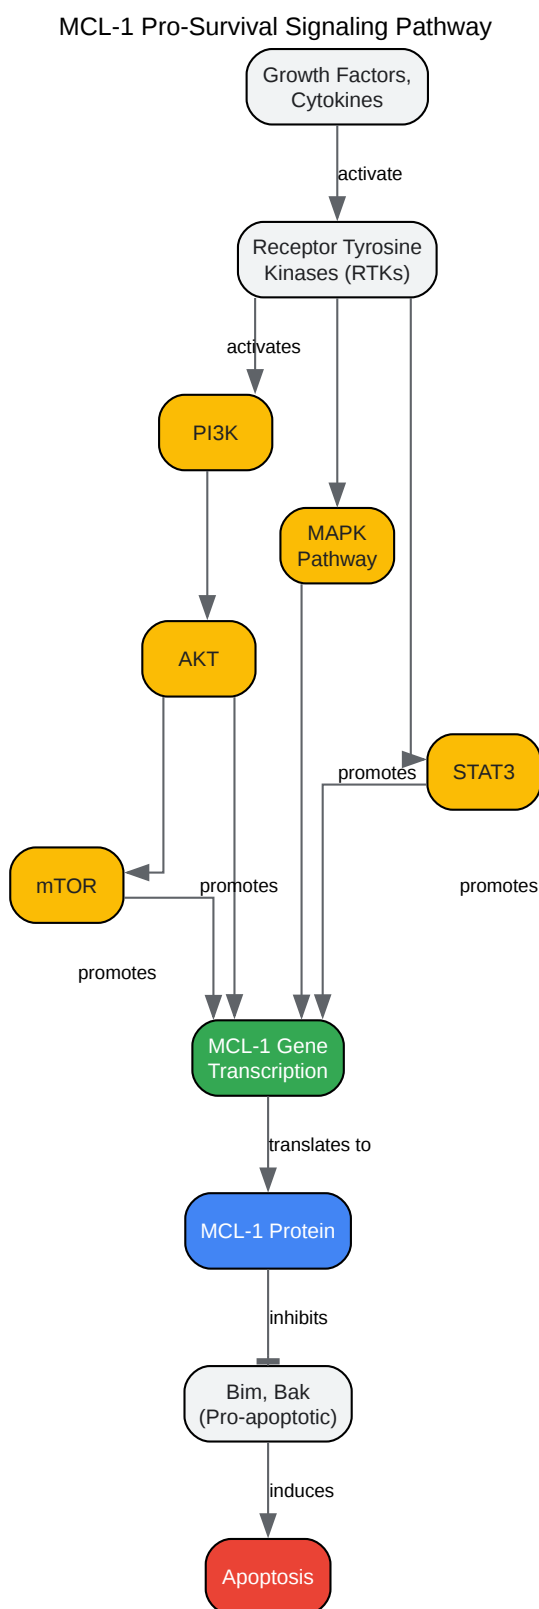 MCL-1 Pro-Survival Signaling Pathway
Growth Factors,
Cytokines
activate
Receptor Tyrosine
Kinases (RTKs)
activates
PI3K
MAPK
Pathway
AKT
promotes
STAT3
mTOR
promotes
promotes
promotes
MCL-1 Gene
Transcription
translates to
MCL-1 Protein
inhibits
Bim, Bak
(Pro-apoptotic)
induces
Apoptosis